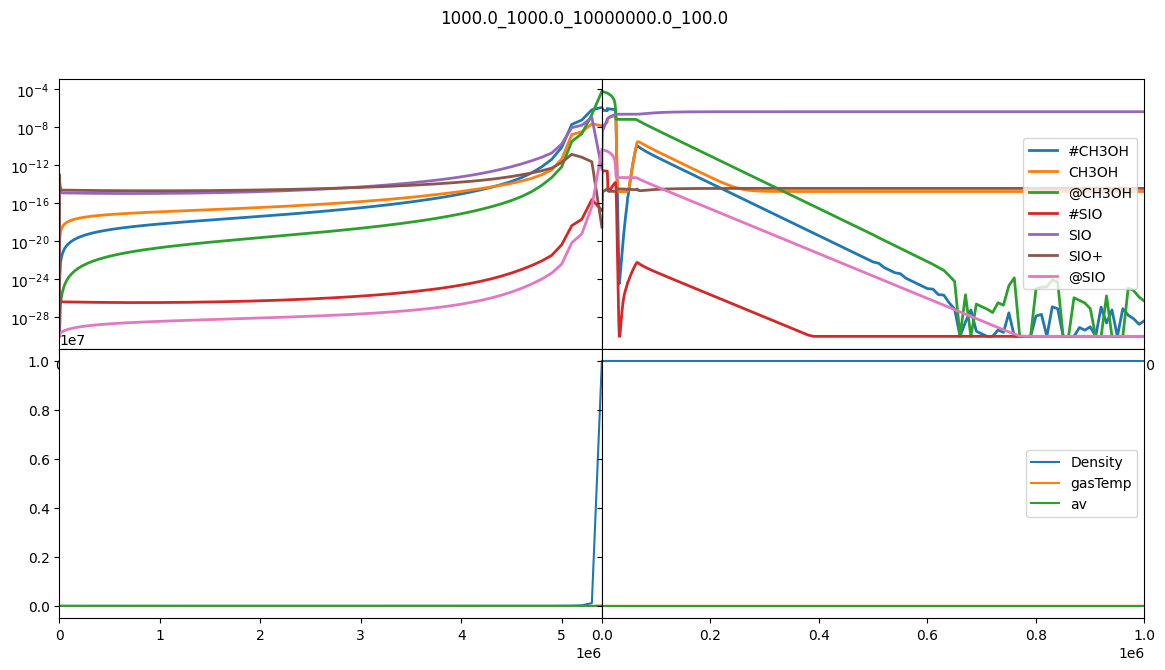 1000.0_1000.0_10000000.0_100.0
10⁻⁴
10⁻⁸
10⁻¹²
10⁻¹⁶
10⁻²⁰
10⁻²⁴
10⁻²⁸
#CH3OH
CH3OH
@CH3OH
#SIO
SIO
SIO+
@SIO
1e7
0
0
1.0
0.8
0.6
0.4
0.2
0.0
Density
gasTemp
av
0 1 2 3 4 5
1e6
0.0 0.2 0.4 0.6 0.8 1.0
1e6